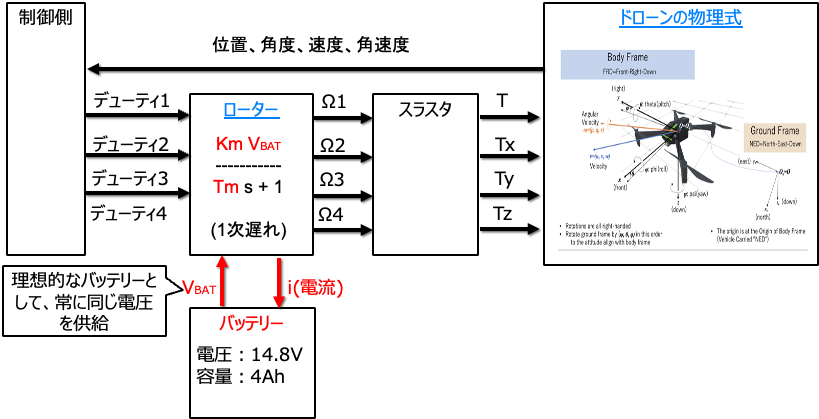 制御側
ドローンの物理式
位置、角度、速度、角速度
Body Frame
FRD=Front-Right-Down
(right)
y
theta(pitch)
Angular
Velocity
Velocity
Ground Frame
NED=North-East-Down
(east)
phi(roll)
x
(front)
psi(yaw)
z
(down)
(down)
(north)
• Rotations are all right-handed
• Rotate ground frame by (ψ, θ, φ) in this order
to the attitude align with body frame
• The origin is at the Origin of Body Frame
(Vehicle Carried "NED")
デューティ1
デューティ2
デューティ3
デューティ4
ローター
Km VBAT
-----------
Tm s + 1
(1次遅れ)
Ω1
Ω2
Ω3
Ω4
スラスタ
T
Tx
Ty
Tz
理想的なバッテリーと
して、常に同じ電圧
を供給
VBAT
i(電流)
バッテリー
電圧：14.8V
容量：4Ah